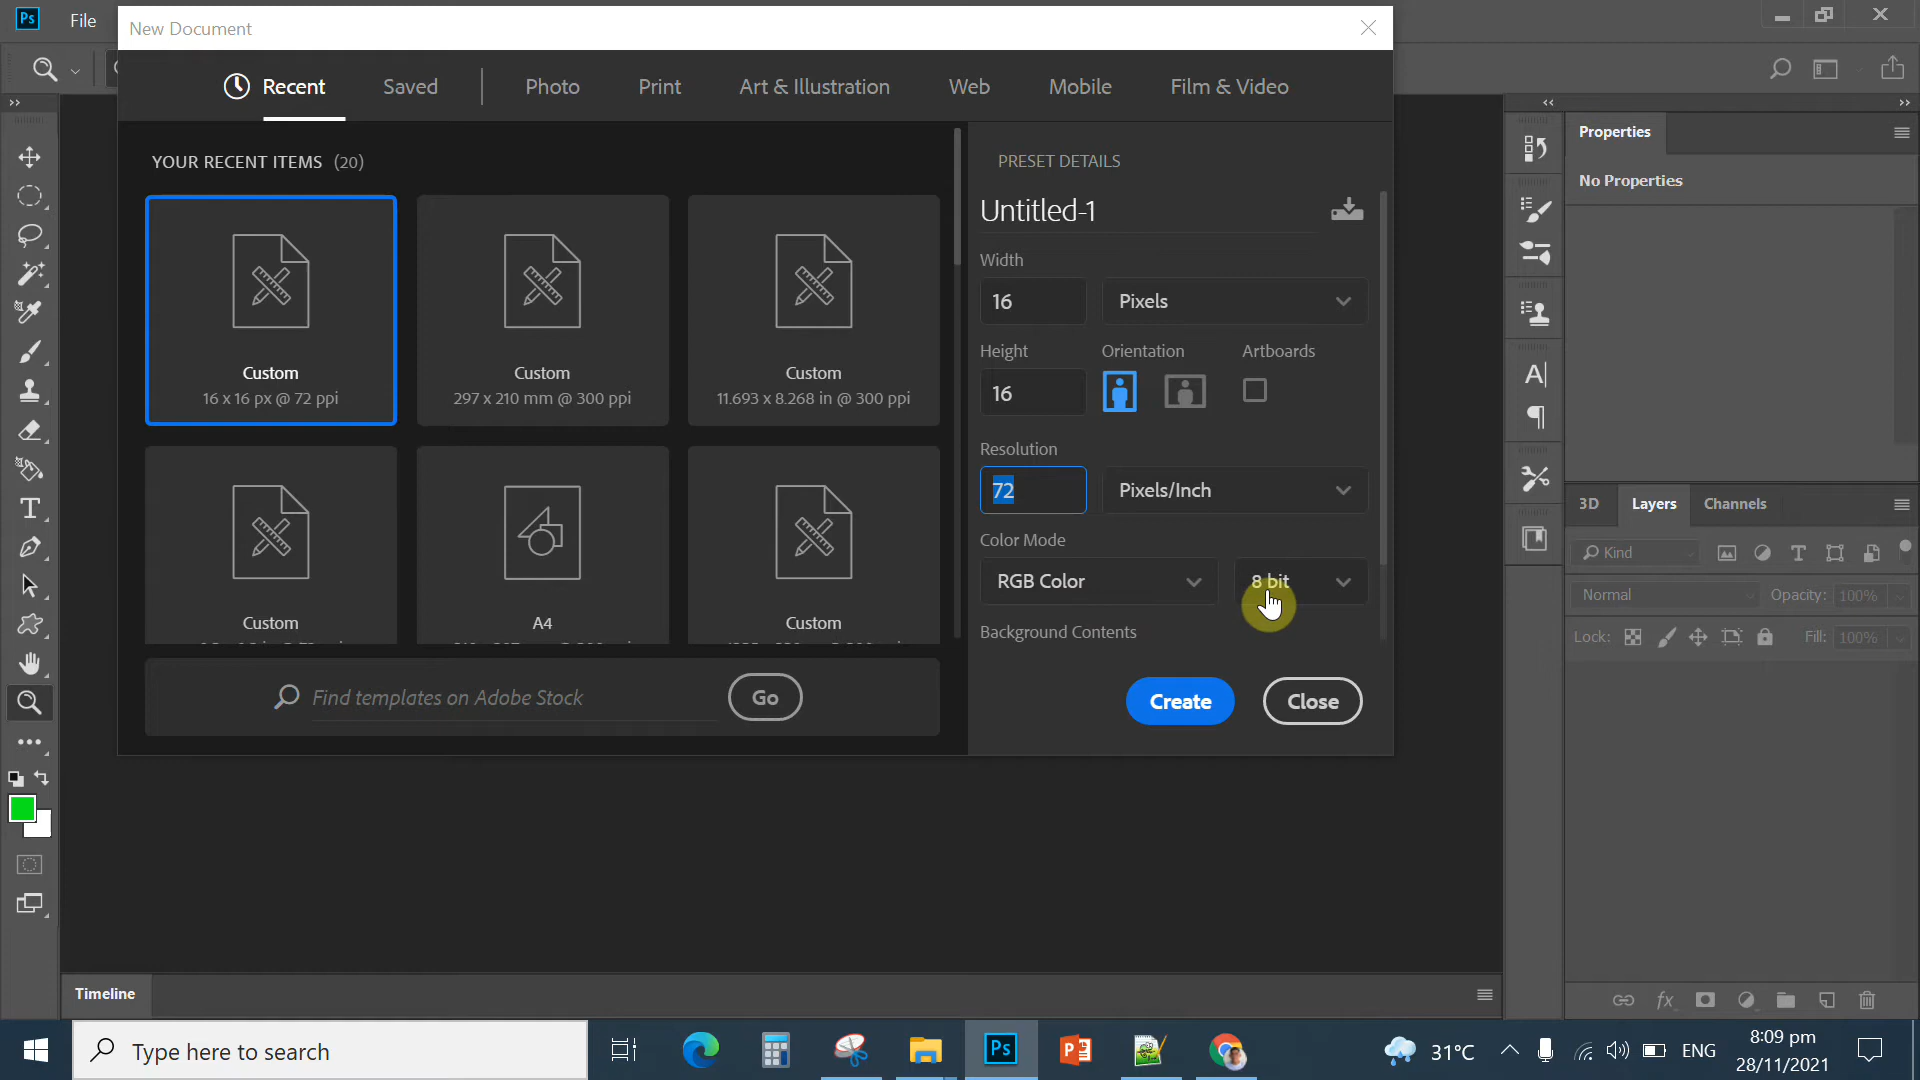 Ps File
New Document
Recent Saved Photo Print Art & Illustration Web Mobile Film & Video
YOUR RECENT ITEMS (20)
Custom
16 x 16 px @ 72 ppi
Custom
297 x 210 mm @ 300 ppi
Custom
11.693 x 8.268 in @ 300 ppi
Custom
A4
Custom
Find templates on Adobe Stock
Go
PRESET DETAILS
Untitled-1
Width
16 Pixels
Height Orientation Artboards
16
Resolution
72 Pixels/Inch
Color Mode
RGB Color 8 bit
Background Contents
Create Close
Properties
No Properties
3D Layers Channels
Kind
Normal Opacity: 100%
Lock: Fill: 100%
fx
Timeline
Type here to search
Ps
31°C
ENG
8:09 pm
28/11/2021